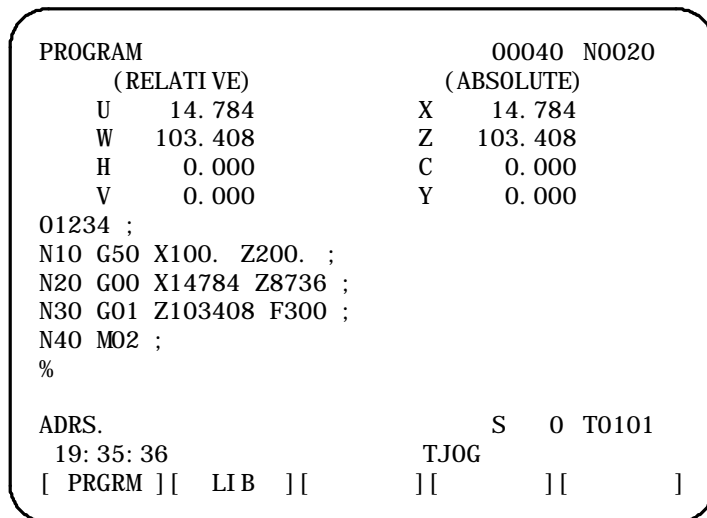 PROGRAM O0040 N0020
(RELATIVE) (ABSOLUTE)
U 14.784 X 14.784
W 103.408 Z 103.408
H 0.000 C 0.000
V 0.000 Y 0.000
O1234 ;
N10 G50 X100. Z200. ;
N20 G00 X14784 Z8736 ;
N30 G01 Z103408 F300 ;
N40 M02 ;
%
ADRS. S 0 T0101
19:35:36 TJOG
[ PRGRM ][ LIB ][ ][ ][ ]